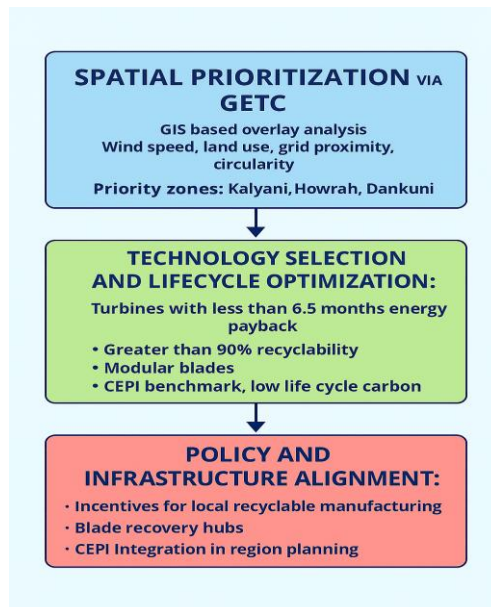 SPATIAL PRIORITIZATION VIA
GETC
GIS based overlay analysis
Wind speed, land use, grid proximity,
circularity
Priority zones: Kalyani, Howrah, Dankuni
TECHNOLOGY SELECTION
AND LIFECYCLE OPTIMIZATION:
Turbines with less than 6.5 months energy
payback
• Greater than 90% recyclability
• Modular blades
• CEPI benchmark, low life cycle carbon
POLICY AND
INFRASTRUCTURE ALIGNMENT:
· Incentives for local recyclable manufacturing
· Blade recovery hubs
· CEPI Integration in region planning